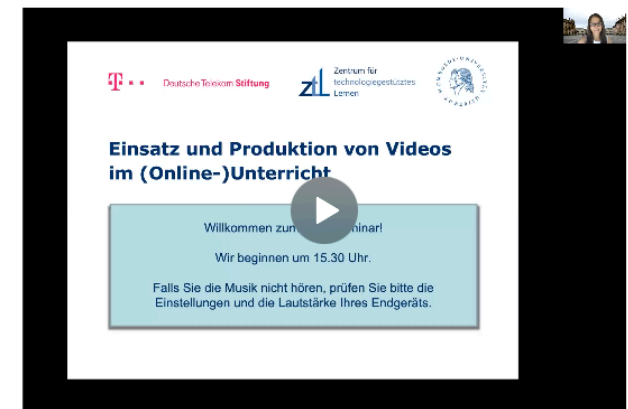 T
Deutsche Telekom Stiftung
ztL
Zentrum für
technologiegestütztes
Lernen
Einsatz und Produktion von Videos
im (Online-)Unterricht
Willkommen zum
Wir beginnen um 15.30 Uhr.
Falls Sie die Musik nicht hören, prüfen Sie bitte die
Einstellungen und die Lautstärke Ihres Endgeräts.